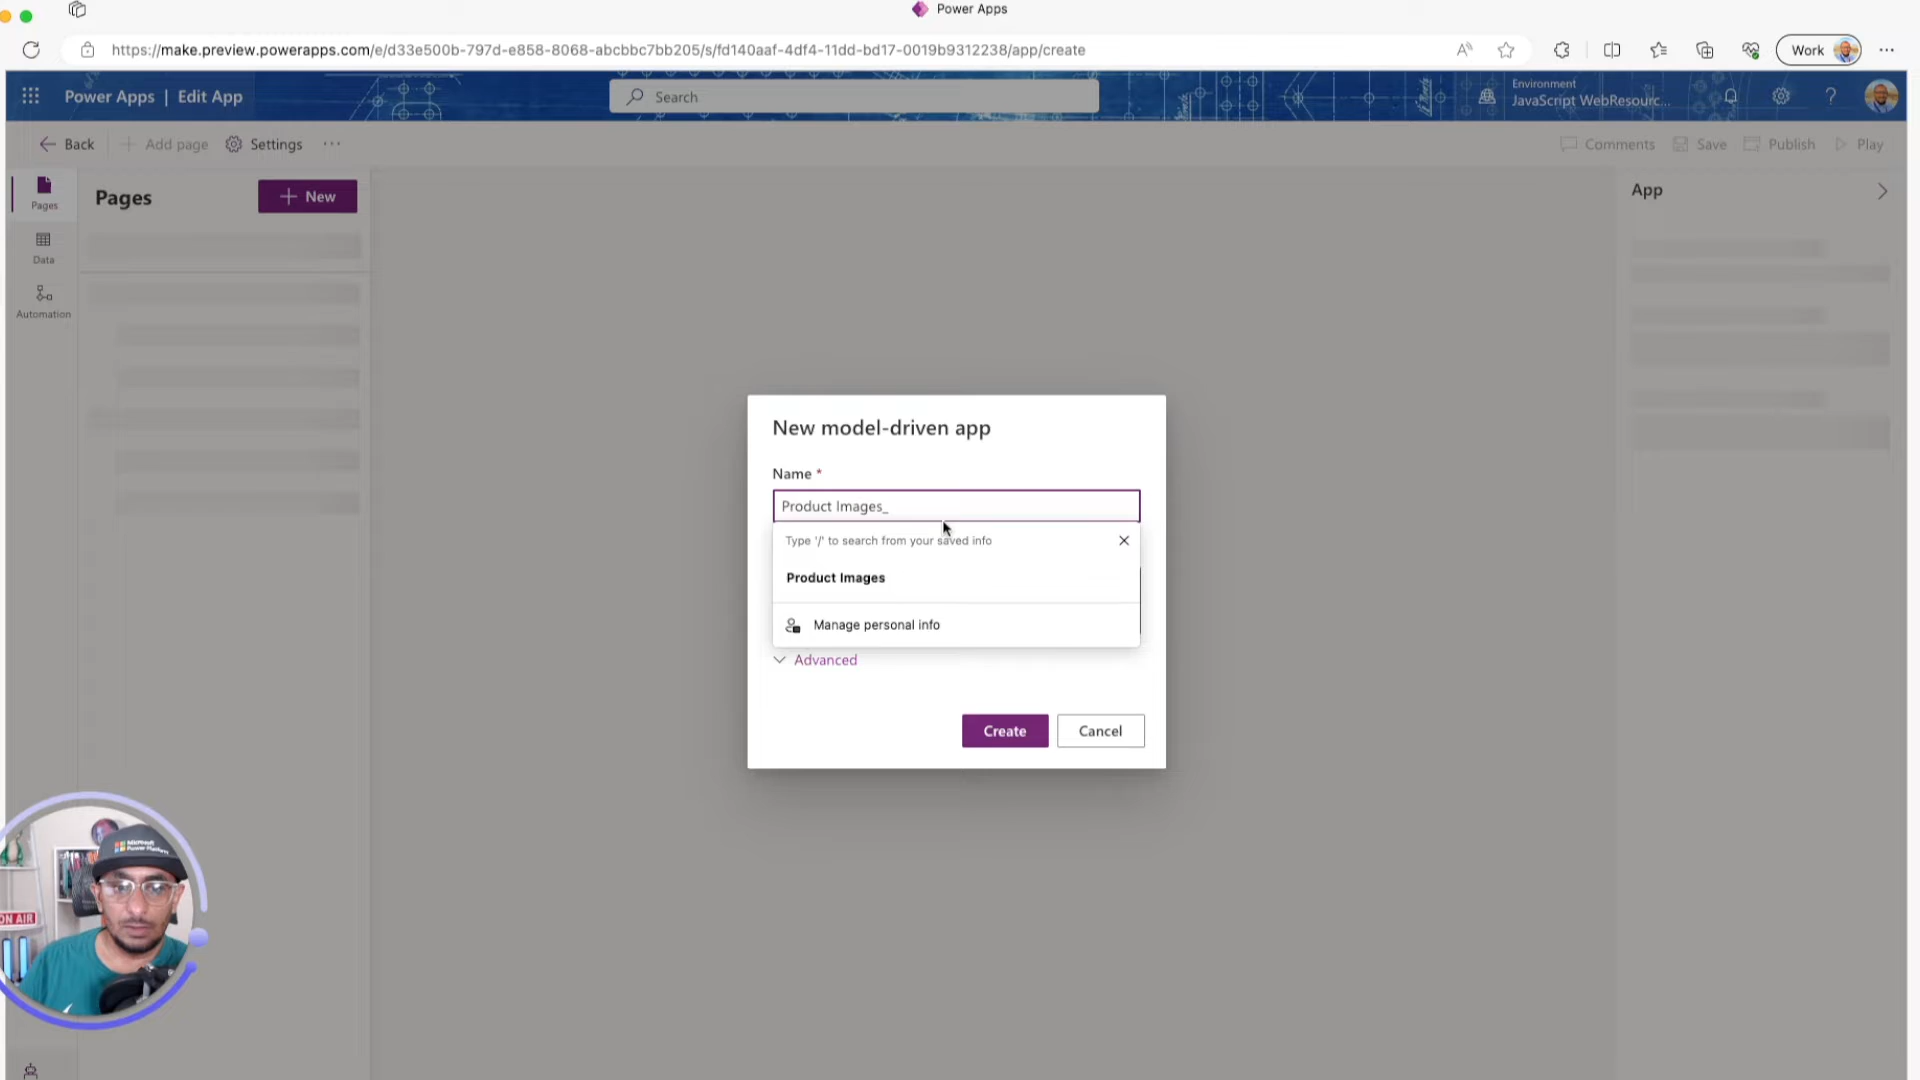 Power Apps
https://make.preview.powerapps.com/e/d33e500b-797d-e858-8068-abcbbc7bb205/s/fd140aaf-4df4-11dd-bd17-0019b9312238/app/create
Work
Power Apps | Edit App
Search
Environment
JavaScript WebResourc...
Back
Add page
Settings
Comments
Save
Publish
Play
Pages
Data
Automation
Pages
New
App
New model-driven app
Name *
Product Images_
Type '/' to search from your saved info
Product Images
Manage personal info
Advanced
Create
Cancel
Microsoft
Power Platform
ON AIR